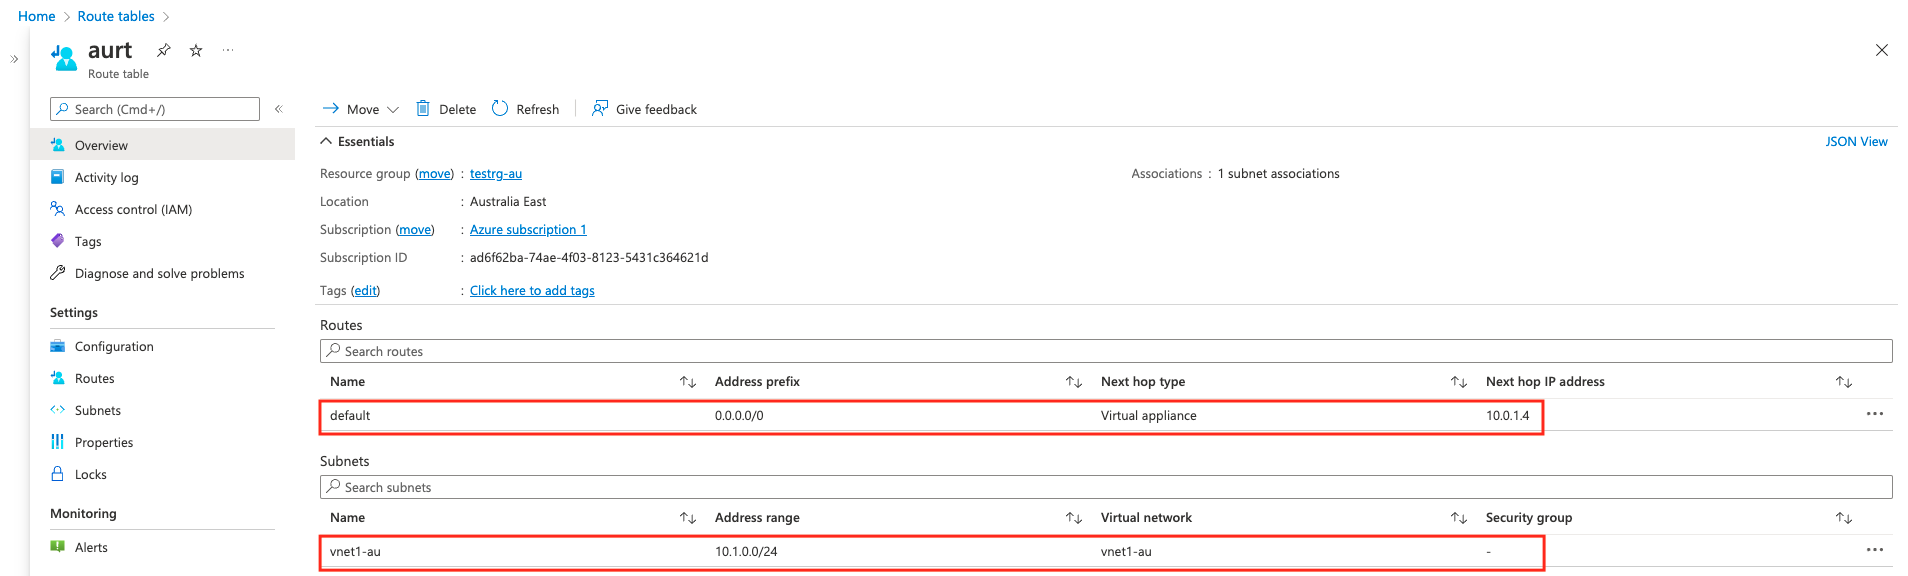 Home > Route tables >
aurt
Route table
Search (Cmd+/)
Overview
Activity log
Access control (IAM)
Tags
Diagnose and solve problems
Settings
Configuration
Routes
Subnets
Properties
Locks
Monitoring
Alerts
Move Delete Refresh Give feedback
Essentials JSON View
Resource group (move) : testrg-au Associations : 1 subnet associations
Location : Australia East
Subscription (move) : Azure subscription 1
Subscription ID : ad6f62ba-74ae-4f03-8123-5431c364621d
Tags (edit) : Click here to add tags
Routes
Search routes
Name Address prefix Next hop type Next hop IP address
default 0.0.0.0/0 Virtual appliance 10.0.1.4
Subnets
Search subnets
Name Address range Virtual network Security group
vnet1-au 10.1.0.0/24 vnet1-au -